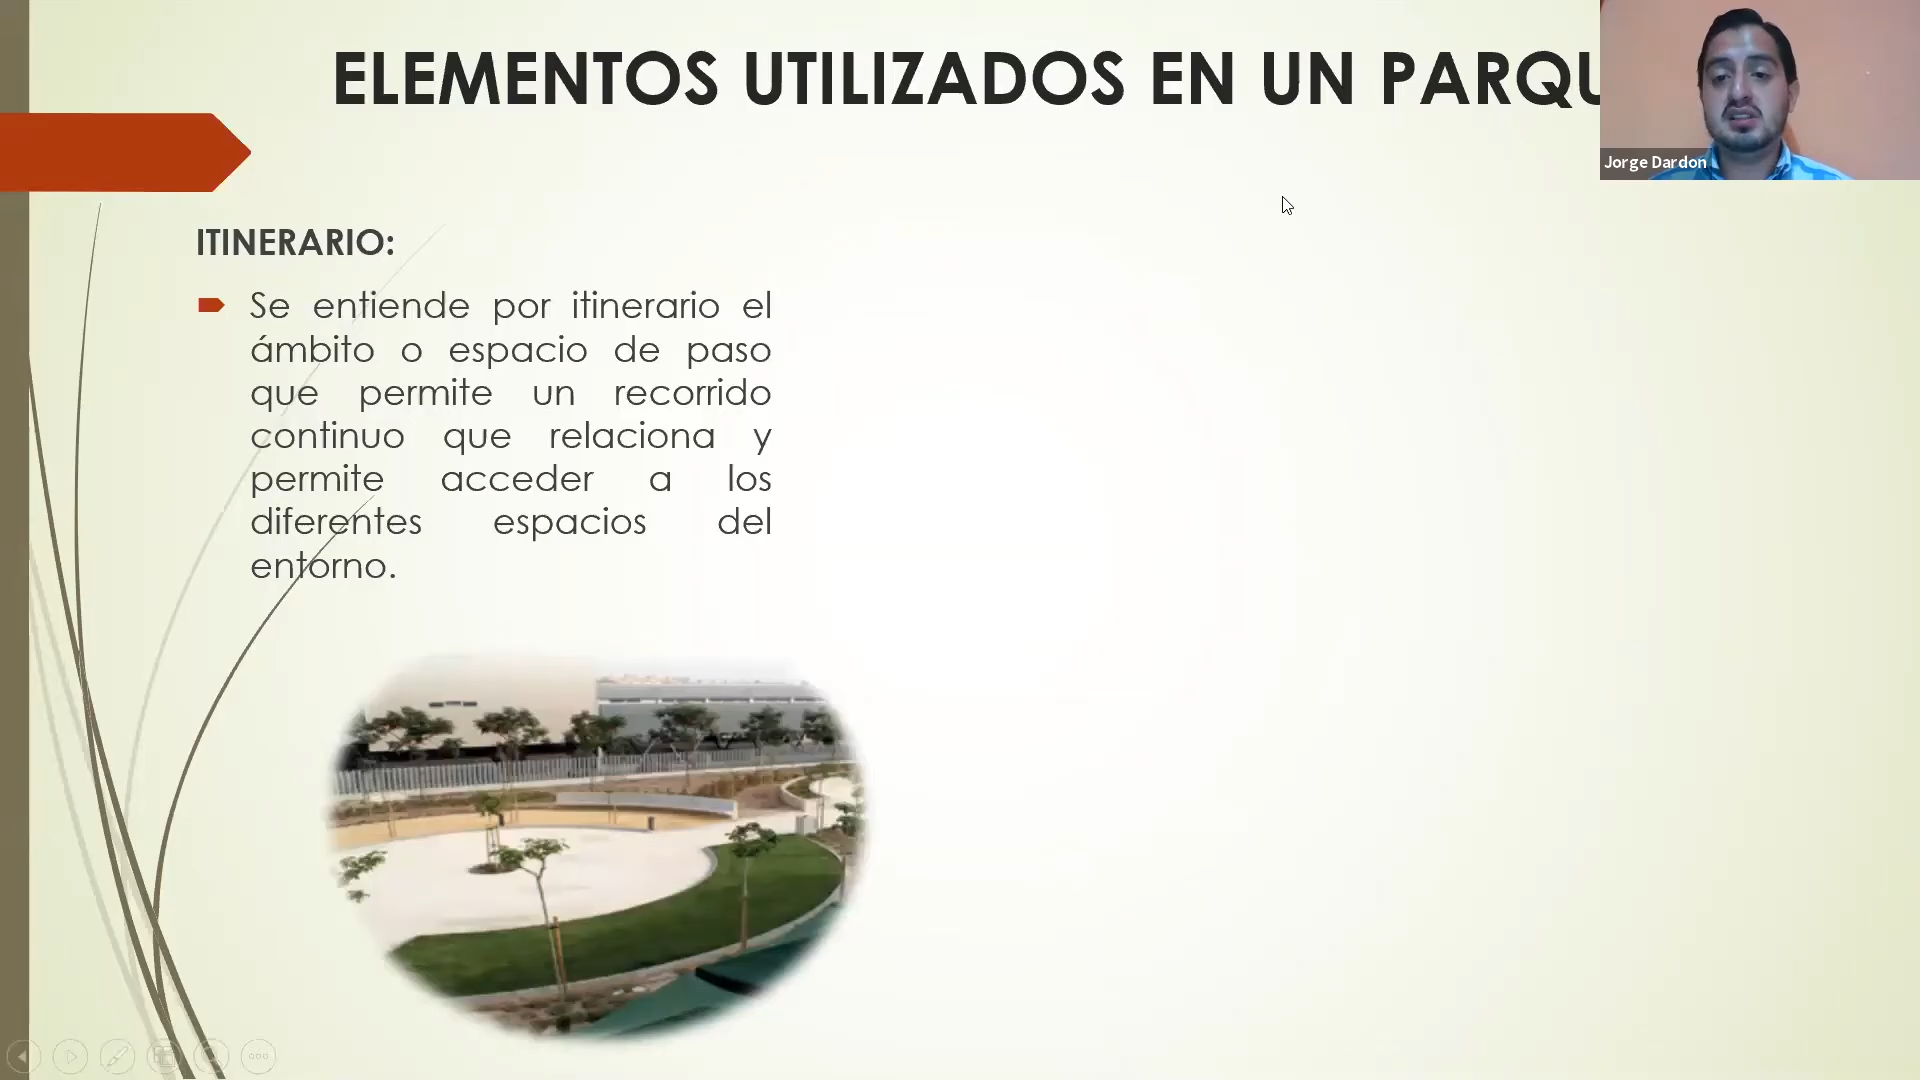 ELEMENTOS UTILIZADOS EN UN PARQU
Jorge Dardon
ITINERARIO:
Se entiende por itinerario el
ámbito o espacio de paso
que permite un recorrido
continuo que relaciona y
permite acceder a los
diferentes espacios del
entorno.